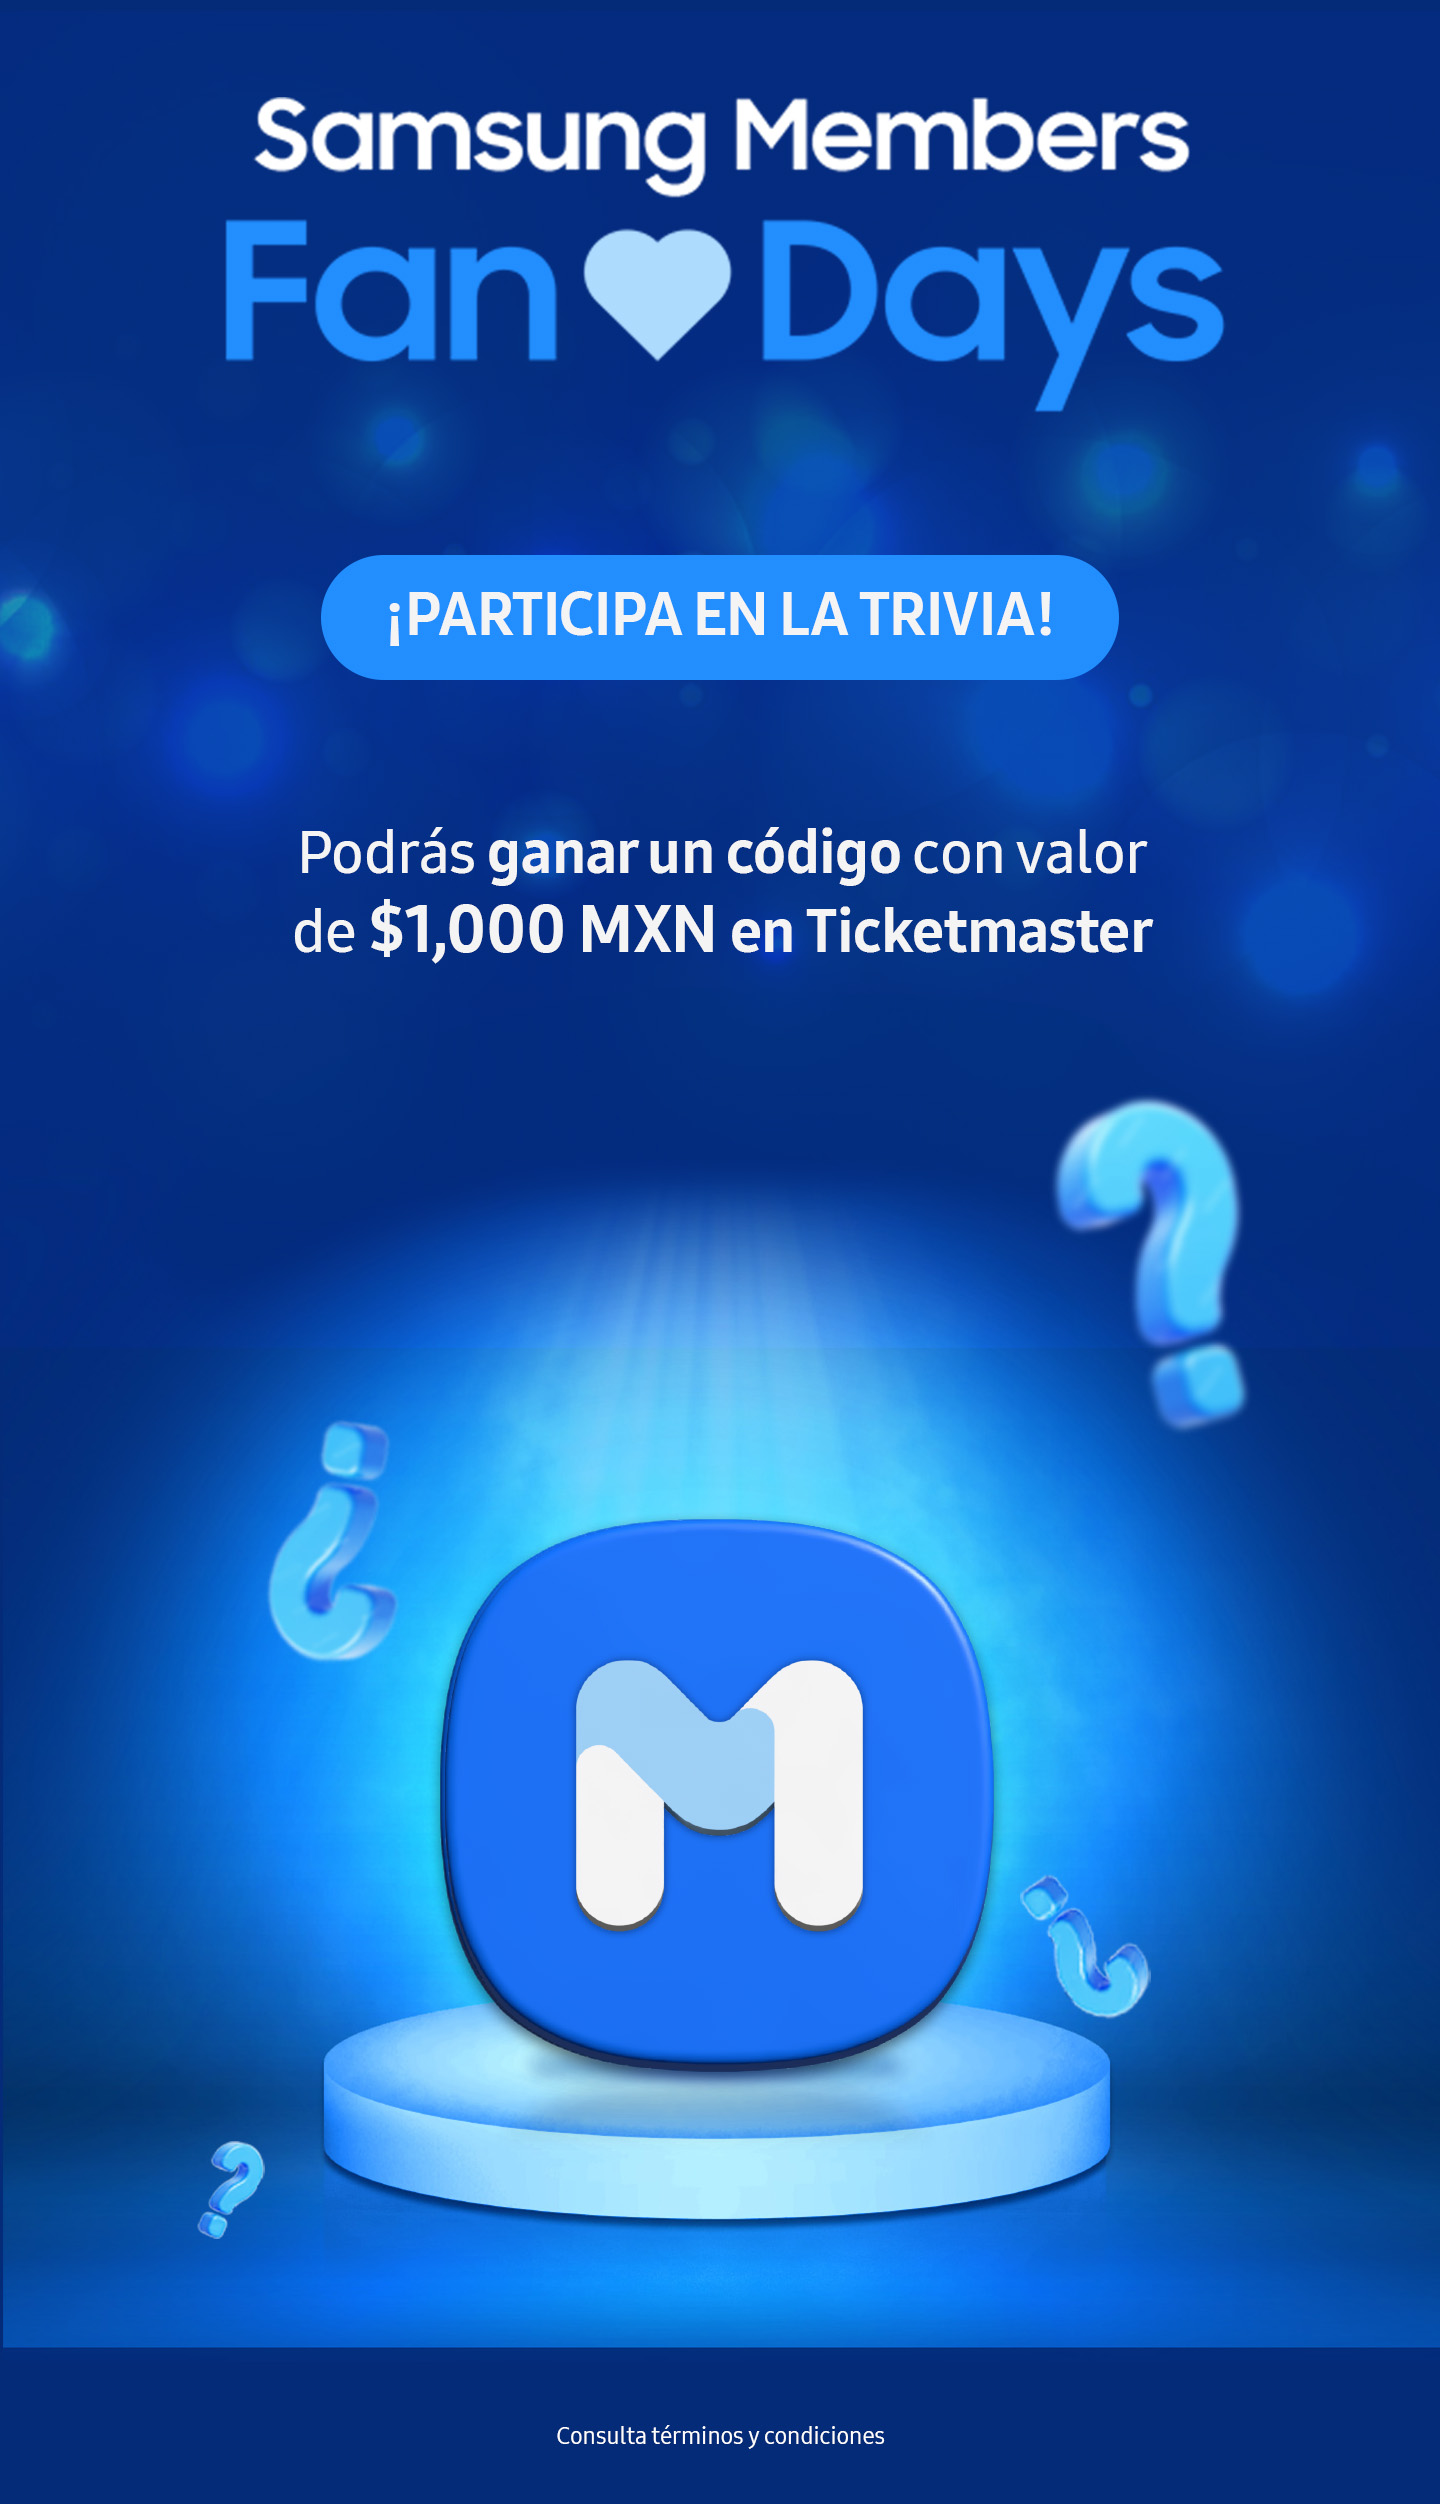 Samsung Members
Fan Days
¡PARTICIPA EN LA TRIVIA!
Podrás ganar un código con valor
de $1,000 MXN en Ticketmaster
Consulta términos y condiciones